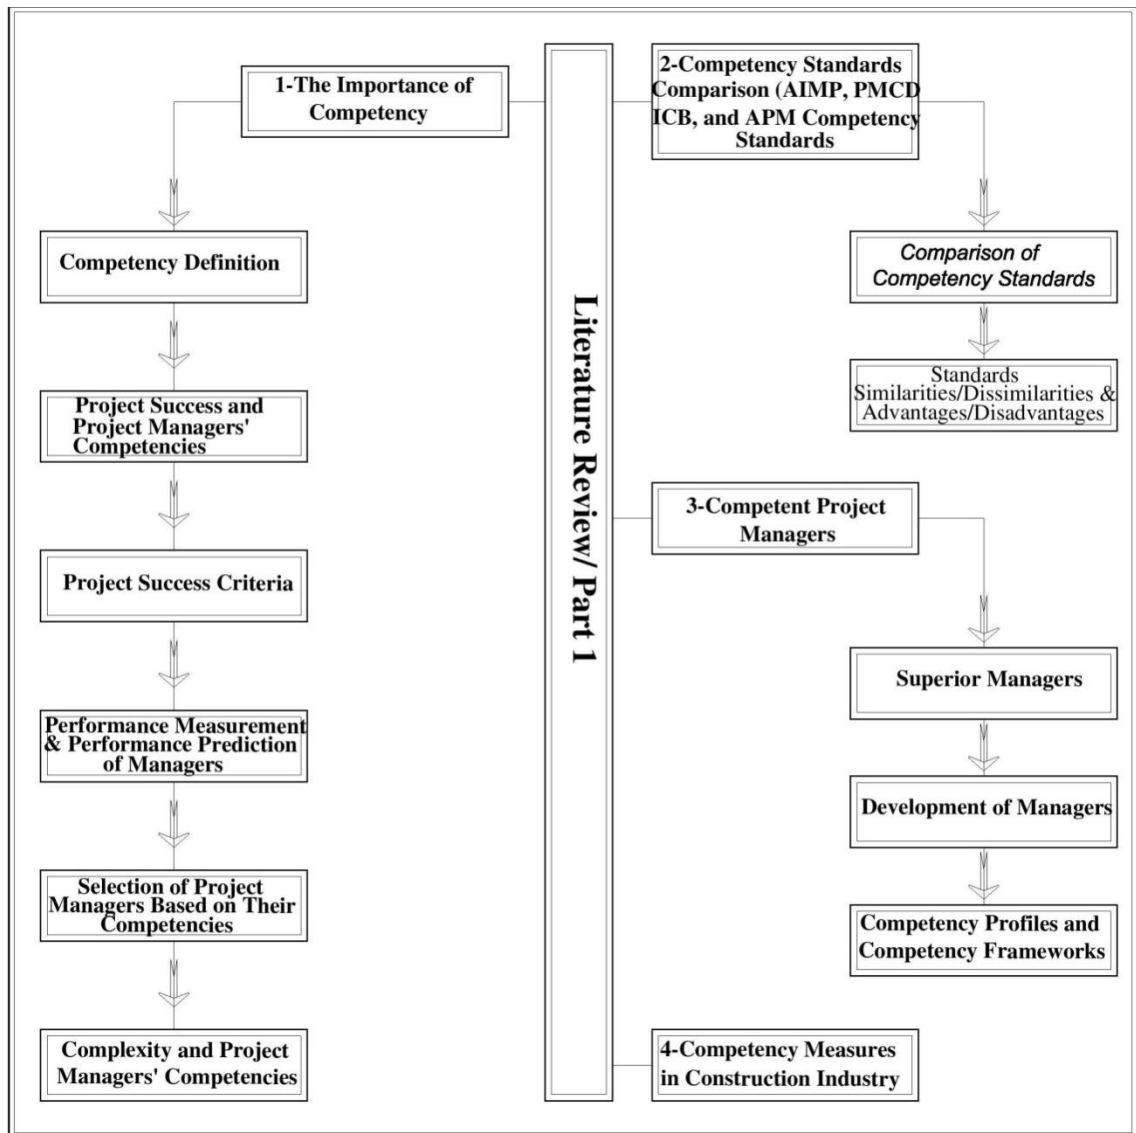 1-The Importance of
Competency
Competency Definition
Project Success and
Project Managers'
Competencies
Project Success Criteria
Performance Measurement
& Performance Prediction
of Managers
Selection of Project
Managers Based on Their
Competencies
Complexity and Project
Managers' Competencies
Literature Review/ Part 1
2-Competency Standards
Comparison (AIMP, PMCD
ICB, and APM Competency
Standards
Comparison of
Competency Standards
Standards
Similarities/Dissimilarities &
Advantages/Disadvantages
3-Competent Project
Managers
Superior Managers
Development of Managers
Competency Profiles and
Competency Frameworks
4-Competency Measures
in Construction Industry